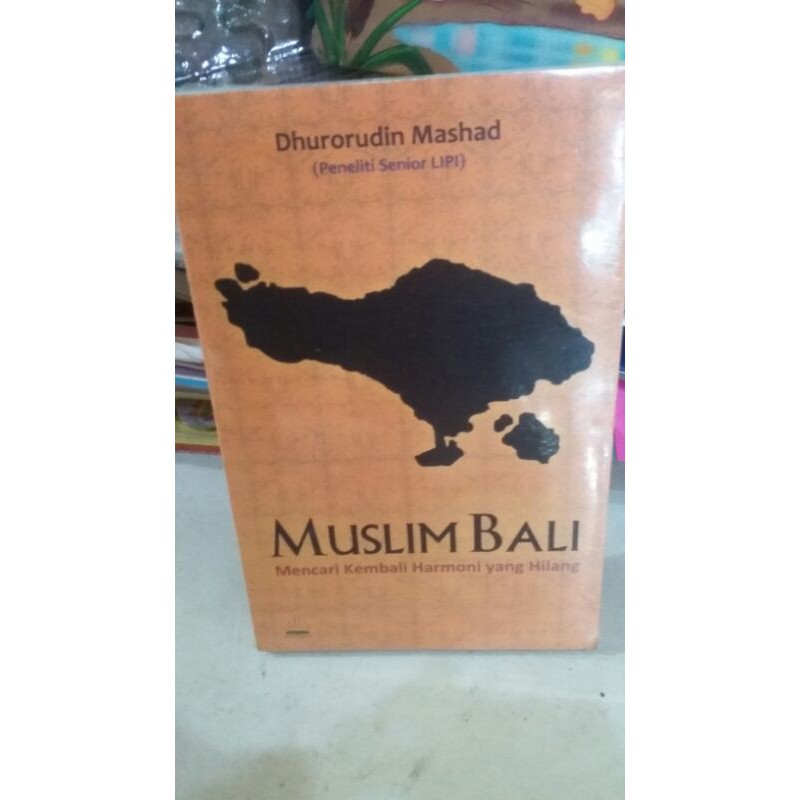 Dhurorudin Mashad
(Peneliti Senior LIPI)
MUSLIM BALI
Mencari Kembali Harmoni yang Hilang